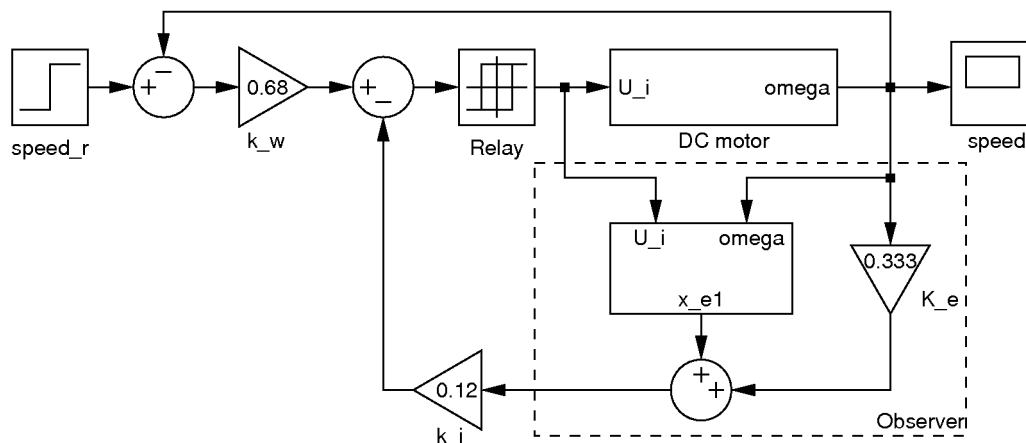 −
+
0.68
+
−
U_i
omega
speed_r
k_w
Relay
DC motor
speed
U_i
omega
0.333
x_e1
K_e
+
+
0.12
k_i
Observer